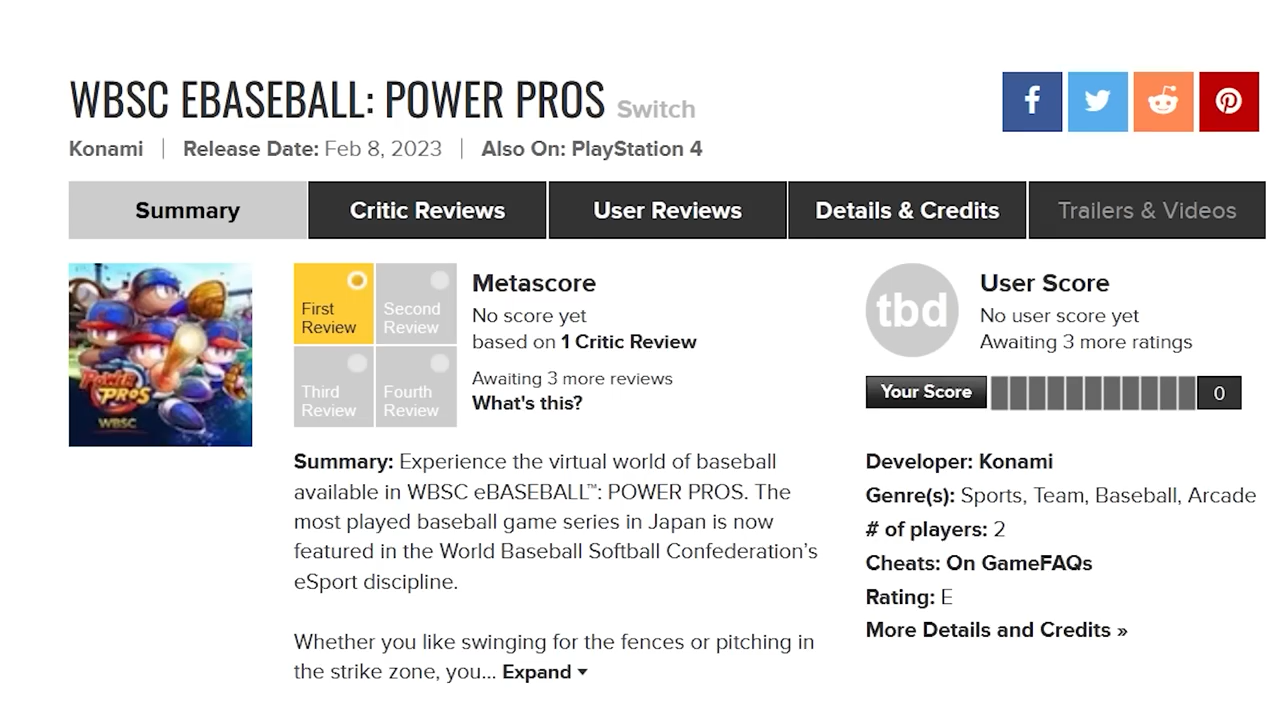 WBSC EBASEBALL: POWER PROS Switch
Konami | Release Date: Feb 8, 2023 | Also On: PlayStation 4
Summary Critic Reviews User Reviews Details & Credits Trailers & Videos
POWER
PROS
WBSC
First
Review
Second
Review
Third
Review
Fourth
Review
Metascore
No score yet
based on 1 Critic Review
Awaiting 3 more reviews
What's this?
tbd
User Score
No user score yet
Awaiting 3 more ratings
Your Score 0
Summary: Experience the virtual world of baseball
available in WBSC eBASEBALL™: POWER PROS. The
most played baseball game series in Japan is now
featured in the World Baseball Softball Confederation's
eSport discipline.
Whether you like swinging for the fences or pitching in
the strike zone, you... Expand
Developer: Konami
Genre(s): Sports, Team, Baseball, Arcade
# of players: 2
Cheats: On GameFAQs
Rating: E
More Details and Credits »